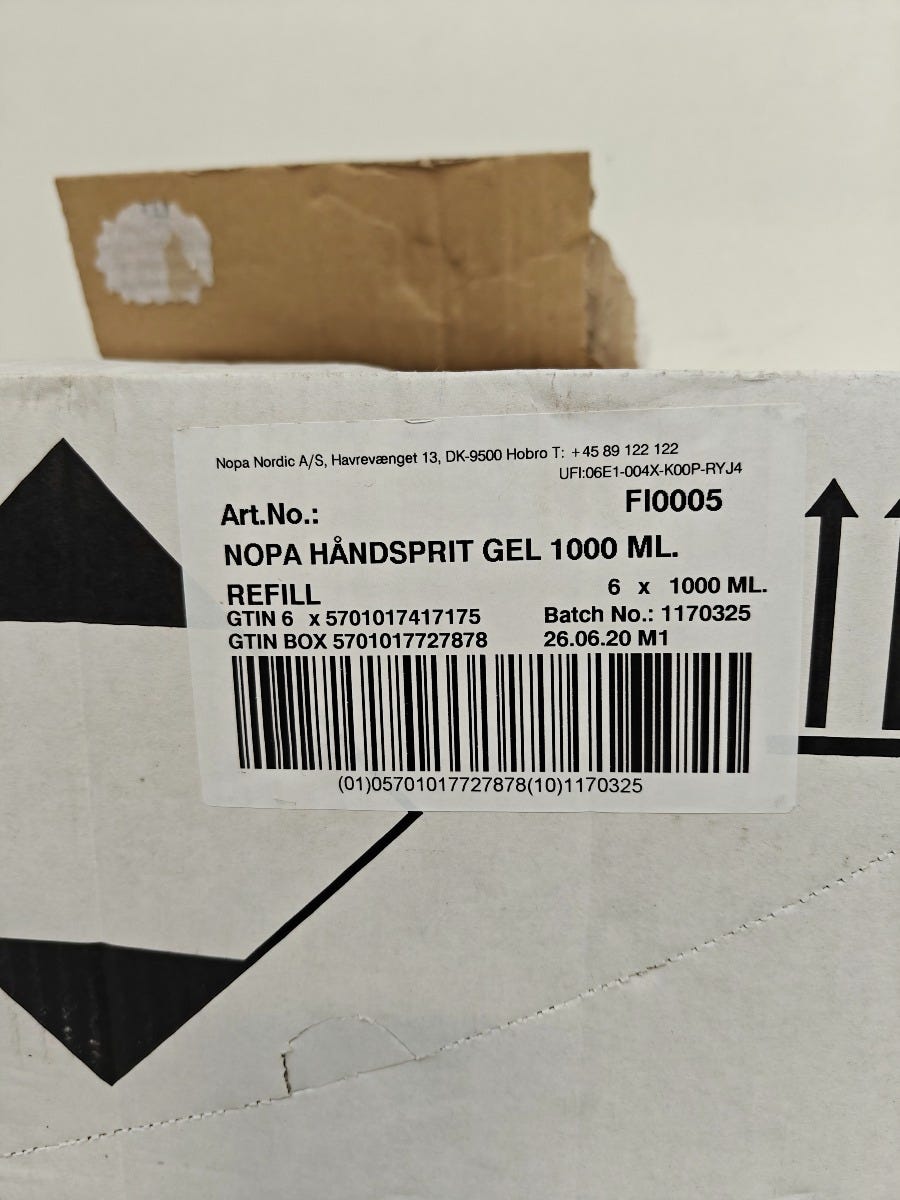 Nopa Nordic A/S, Havrevænget 13, DK-9500 Hobro T: +45 89 122 122
UFI:06E1-004X-K00P-RYJ4
Art.No.: FI0005
NOPA HÅNDSPRIT GEL 1000 ML.
REFILL 6 x 1000 ML.
GTIN 6 x 5701017417175 Batch No.: 1170325
GTIN BOX 5701017727878 26.06.20 M1
(01)05701017727878(10)1170325